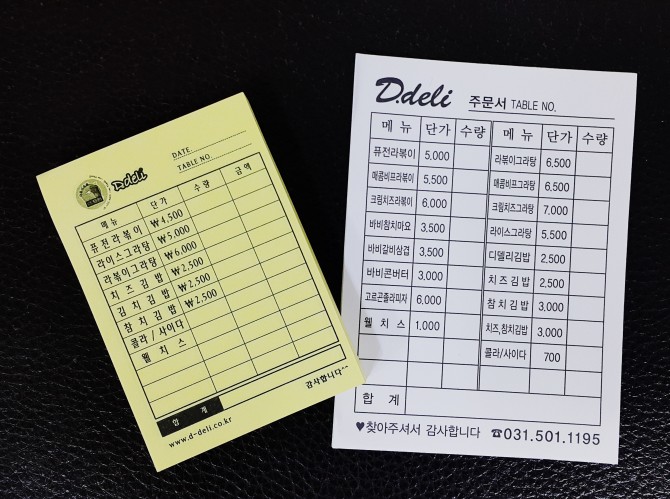 D.deli
DATE
TABLE NO.
메뉴 단가 수량 금액
퓨전라볶이 ₩4,500
라이스그라탕 ₩5,000
라볶이그라탕 ₩6,000
치즈김밥 ₩2,500
김치김밥 ₩2,500
참치김밥 ₩2,500
콜라/사이다
웰치스
합계
감사합니다^^
www.d-deli.co.kr
D.deli 주문서 TABLE NO.
메뉴 단가 수량 메뉴 단가 수량
퓨전라볶이 5,000 라볶이그라탕 6,500
매콤비프라볶이 5,500 매콤비프그라탕 6,500
크림치즈라볶이 6,000 크림치즈그라탕 7,000
바비참치마요 3,500 라이스그라탕 5,500
바비갈비삼겹 3,500 디델리김밥 2,500
바비콘버터 3,000 치즈김밥 2,500
고르곤졸라피자 6,000 참치김밥 3,000
웰치스 1,000 치즈,참치김밥 3,000
콜라/사이다 700
합계
♥찾아주셔서 감사합니다 ☎031.501.1195